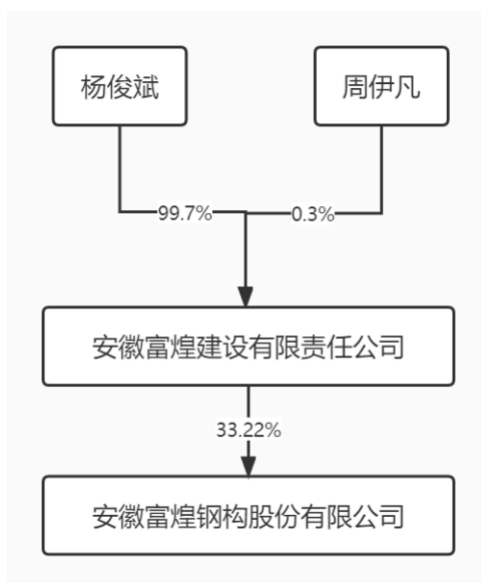 杨俊斌
周伊凡
99.7%
0.3%
安徽富煌建设有限责任公司
33.22%
安徽富煌钢构股份有限公司